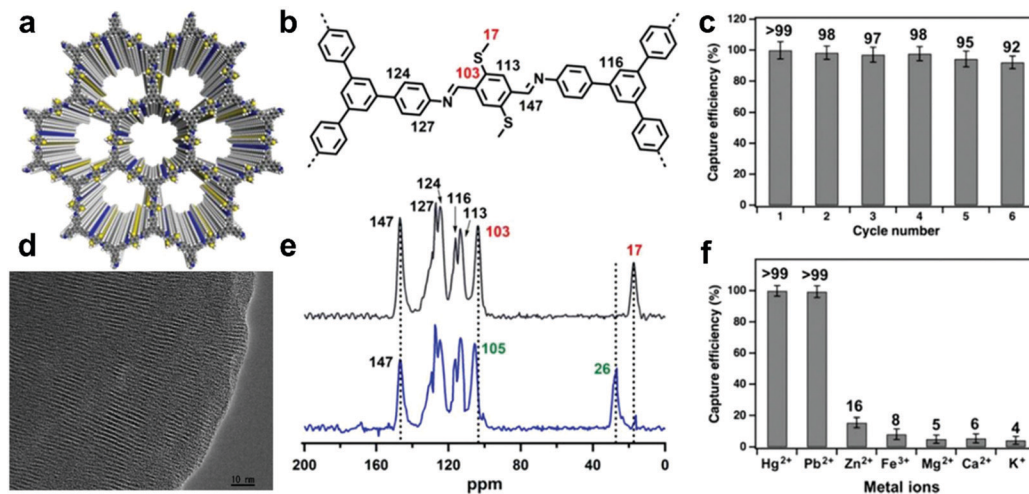 a
b
17
S
103
113
124
N
116
N
127
147
S
c
Capture efficiency (%)
120
100
80
60
40
20
0
>99
98
97
98
95
92
1 2 3 4 5 6
Cycle number
d
10 nm
e
124
127
116
113
147
103
17
147
105
26
200 160 120 80 40 0
ppm
f
Capture efficiency (%)
120
100
80
60
40
20
0
>99
>99
16
8
5
6
4
Hg²⁺ Pb²⁺ Zn²⁺ Fe³⁺ Mg²⁺ Ca²⁺ K⁺
Metal ions